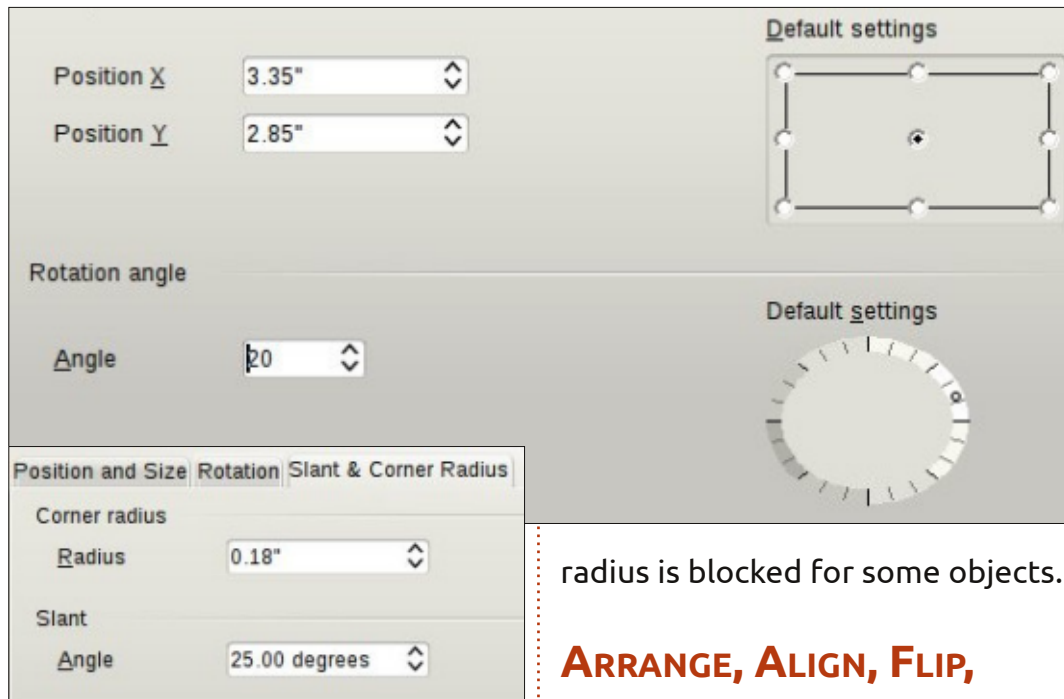 Default settings
Position X 3.35"
Position Y 2.85"
Rotation angle
Default settings
Angle 20
Position and Size Rotation Slant & Corner Radius
Corner radius
Radius 0.18"
Slant
Angle 25.00 degrees
radius is blocked for some objects.
ARRANGE, ALIGN, FLIP,